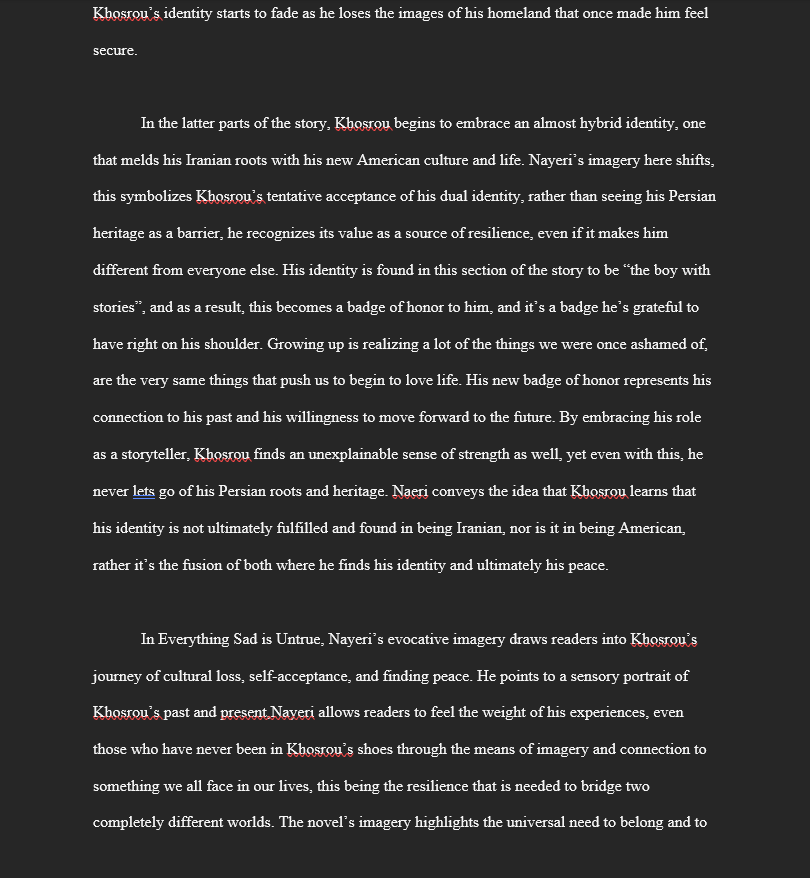 Khosrou’s identity starts to fade as he loses the images of his homeland that once made him feel
secure.
In the latter parts of the story, Khosrou begins to embrace an almost hybrid identity, one
that melds his Iranian roots with his new American culture and life. Nayeri’s imagery here shifts,
this symbolizes Khosrou’s tentative acceptance of his dual identity, rather than seeing his Persian
heritage as a barrier, he recognizes its value as a source of resilience, even if it makes him
different from everyone else. His identity is found in this section of the story to be “the boy with
stories”, and as a result, this becomes a badge of honor to him, and it’s a badge he’s grateful to
have right on his shoulder. Growing up is realizing a lot of the things we were once ashamed of,
are the very same things that push us to begin to love life. His new badge of honor represents his
connection to his past and his willingness to move forward to the future. By embracing his role
as a storyteller, Khosrou finds an unexplainable sense of strength as well, yet even with this, he
never lets go of his Persian roots and heritage. Naeri conveys the idea that Khosrou learns that
his identity is not ultimately fulfilled and found in being Iranian, nor is it in being American,
rather it’s the fusion of both where he finds his identity and ultimately his peace.
In Everything Sad is Untrue, Nayeri’s evocative imagery draws readers into Khosrou’s
journey of cultural loss, self-acceptance, and finding peace. He points to a sensory portrait of
Khosrou’s past and present.Nayeri allows readers to feel the weight of his experiences, even
those who have never been in Khosrou’s shoes through the means of imagery and connection to
something we all face in our lives, this being the resilience that is needed to bridge two
completely different worlds. The novel’s imagery highlights the universal need to belong and to